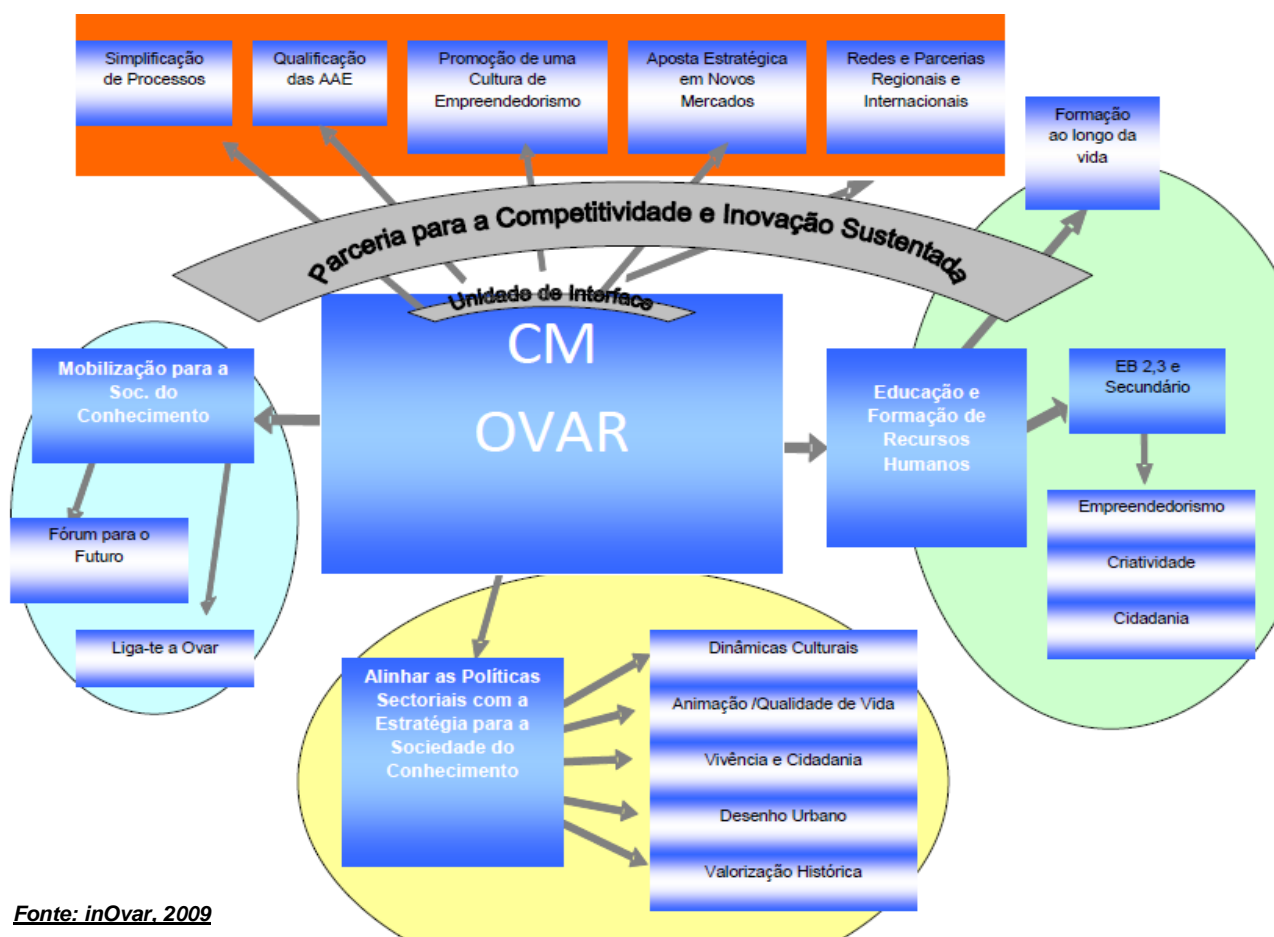 Simplificação
de Processos
Qualificação
das AAE
Promoção de uma
Cultura de
Empreendedorismo
Aposta Estratégica
em Novos
Mercados
Redes e Parcerias
Regionais e
Internacionais
Formação
ao longo da
vida
Parceria para a Competitividade e Inovação Sustentada
Unidade de Interface
CM
OVAR
Mobilização para a
Soc. do
Conhecimento
Educação e
Formação de
Recursos
Humanos
EB 2,3 e
Secundário
Fórum para o
Futuro
Liga-te a Ovar
Empreendedorismo
Criatividade
Cidadania
Alinhar as Políticas
Sectoriais com a
Estratégia para a
Sociedade do
Conhecimento
Dinâmicas Culturais
Animação /Qualidade de Vida
Vivência e Cidadania
Desenho Urbano
Valorização Histórica
Fonte: inOvar, 2009